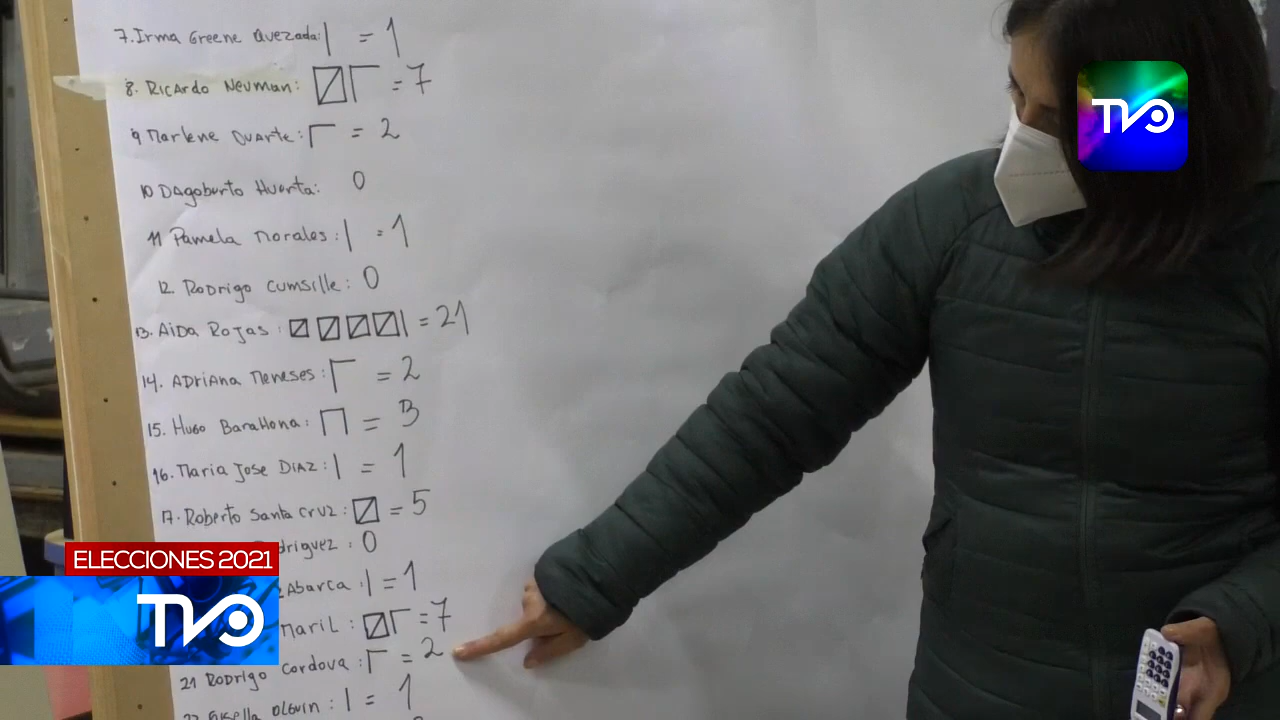 7. Irma Greene Quezada: | = 1
8. Ricardo Neuman: = 7
9 Marlene Duarte: = 2
10 Dagoberto Huerta: 0
11 Pamela Morales: | = 1
12. Rodrigo Cumsille: 0
13. Aida Rojas: = 21
14. Adriana Meneses: = 2
15. Hugo Barahona: = 3
16. Maria Jose Diaz: | = 1
17. Roberto Santa Cruz: = 5
driguez: 0
Abarca: | = 1
Maril: = 7
21 Rodrigo Cordova: = 2
22 Gisella Olguin: | = 1
TVO
ELECCIONES 2021
TVO